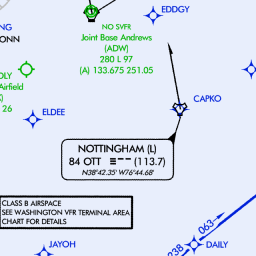 EDDGY
NO SVFR
Joint Base Andrews
(ADW)
280 L 97
(A) 133.675 251.05
NG
ONN
CAPKO
DLY
Airfield
26
ELDEE
NOTTINGHAM (L)
84 OTT (113.7)
N38°42.35' W76°44.68'
CLASS B AIRSPACE
SEE WASHINGTON VFR TERMINAL AREA
CHART FOR DETAILS
063
JAYOH
238
DAILY